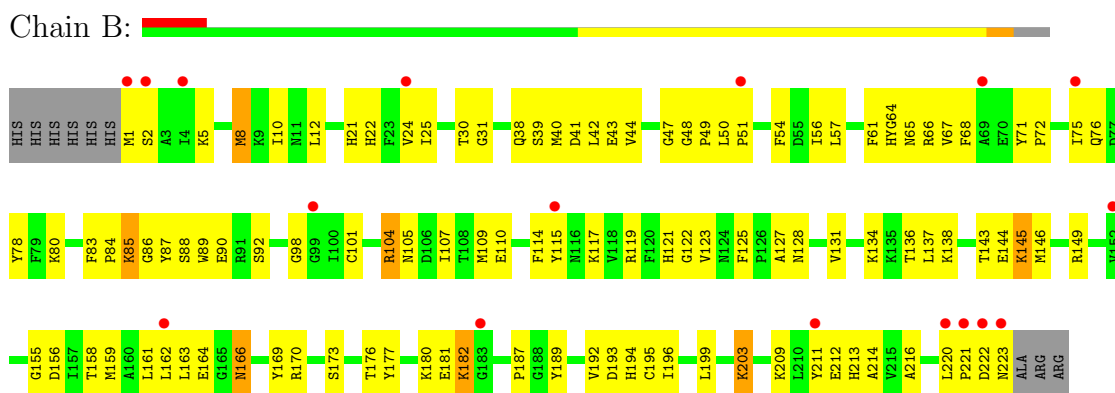 Chain B:
HIS HIS HIS HIS HIS HIS M1 S2 A3 I4 K5 M8 K9 I10 N11 L12 H21 H22 F23 V24 I25 T30 G31 Q38 S39 M40 D41 L42 E43 V44 G47 G48 P49 L50 P51 F54 D55 I56 L57 F61 HYG64 N65 R66 V67 F68 A69 E70 Y71 P72 I75 Q76 D77
Y78 F79 K80 F83 P84 K85 G86 Y87 S88 W89 E90 R91 S92 G98 G99 I100 C101 R104 N105 D106 I107 T108 M109 E110 F114 Y115 N116 K117 V118 R119 F120 H121 G122 V123 N124 F125 P126 A127 N128 V131 K134 K135 T136 L137 K138 T143 E144 K145 M146 R149 V152
G155 D156 I157 T158 M159 A160 L161 L162 L163 E164 G165 N166 Y169 R170 S173 T176 Y177 K180 E181 K182 G183 P187 G188 Y189 V192 D193 H194 C195 I196 L199 K203 K209 L210 Y211 E212 H213 A214 V215 A216 L220 P221 D222 N223 ALA ARG ARG